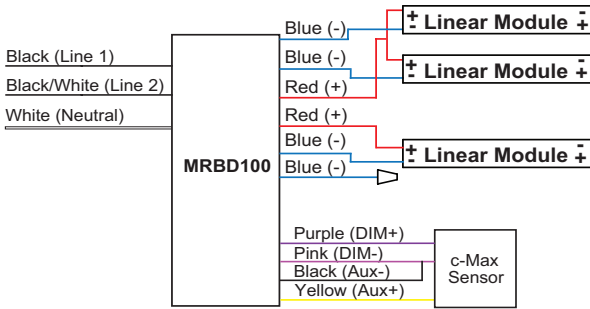 Black (Line 1)
Black/White (Line 2)
White (Neutral)
MRBD100
Blue (-)
Blue (-)
Red (+)
Red (+)
Blue (-)
Blue (-)
+ - Linear Module - +
+ - Linear Module - +
+ - Linear Module - +
Purple (DIM+)
Pink (DIM-)
Black (Aux-)
Yellow (Aux+)
c-Max
Sensor